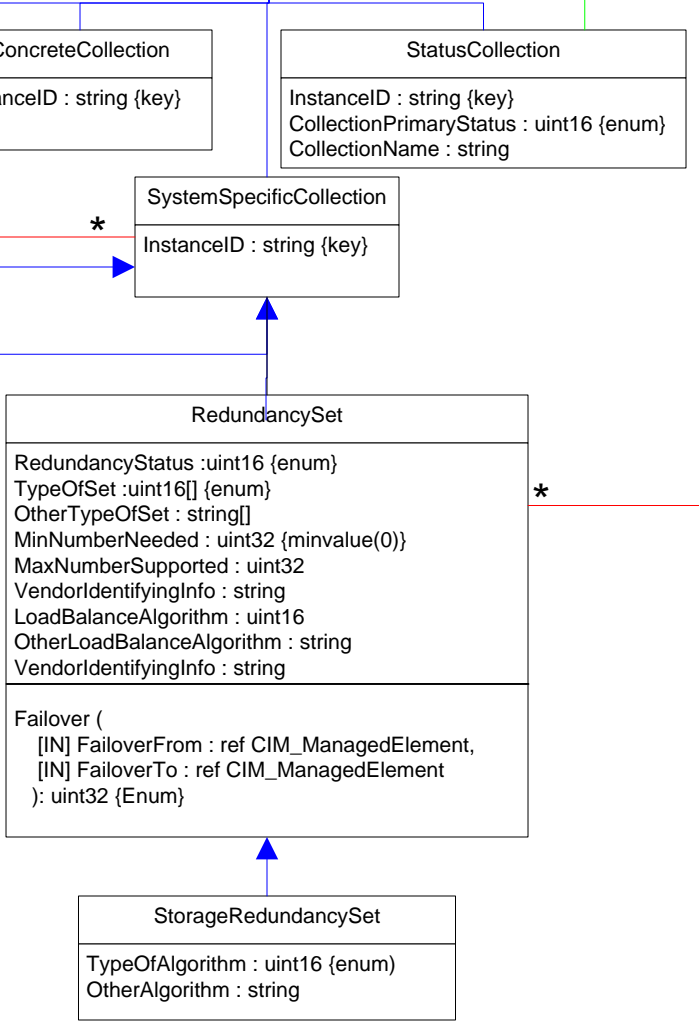 ConcreteCollection
StatusCollection
anceID : string {key}
InstanceID : string {key}
CollectionPrimaryStatus : uint16 {enum}
CollectionName : string
SystemSpecificCollection
*
InstanceID : string {key}
RedundancySet
RedundancyStatus :uint16 {enum}
TypeOfSet :uint16[] {enum}
*
OtherTypeOfSet : string[]
MinNumberNeeded : uint32 {minvalue(0)}
MaxNumberSupported : uint32
VendorIdentifyingInfo : string
LoadBalanceAlgorithm : uint16
OtherLoadBalanceAlgorithm : string
VendorIdentifyingInfo : string
Failover (
[IN] FailoverFrom : ref CIM_ManagedElement,
[IN] FailoverTo : ref CIM_ManagedElement
): uint32 {Enum}
StorageRedundancySet
TypeOfAlgorithm : uint16 {enum)
OtherAlgorithm : string